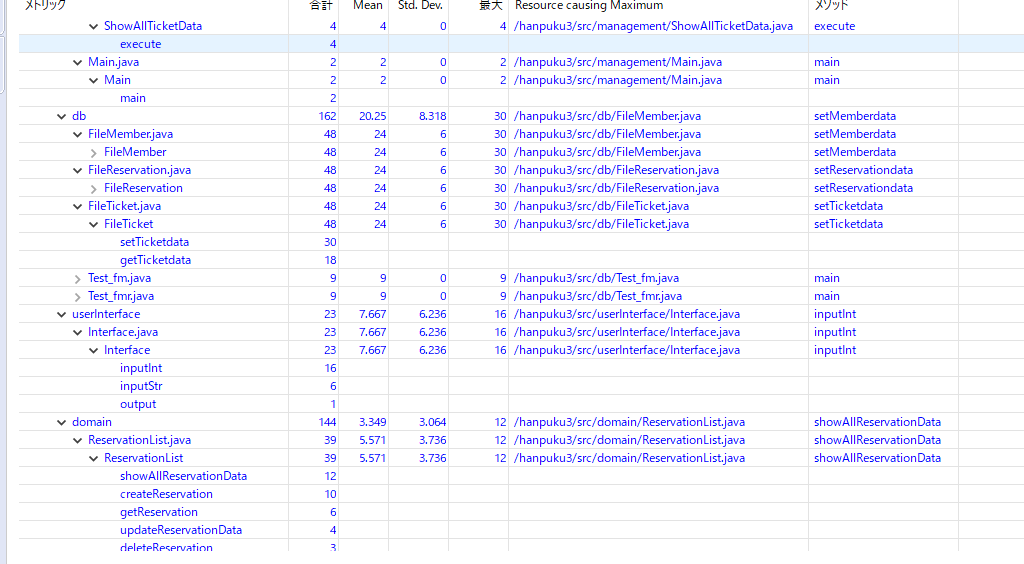 メトリック 合計 Mean Std. Dev. 最大 Resource causing Maximum メソッド
ShowAllTicketData 4 4 0 4 /hanpuku3/src/management/ShowAllTicketData.java execute
execute 4
Main.java 2 2 0 2 /hanpuku3/src/management/Main.java main
Main 2 2 0 2 /hanpuku3/src/management/Main.java main
main 2
db 162 20.25 8.318 30 /hanpuku3/src/db/FileMember.java setMemberdata
FileMember.java 48 24 6 30 /hanpuku3/src/db/FileMember.java setMemberdata
FileMember 48 24 6 30 /hanpuku3/src/db/FileMember.java setMemberdata
FileReservation.java 48 24 6 30 /hanpuku3/src/db/FileReservation.java setReservationdata
FileReservation 48 24 6 30 /hanpuku3/src/db/FileReservation.java setReservationdata
FileTicket.java 48 24 6 30 /hanpuku3/src/db/FileTicket.java setTicketdata
FileTicket 48 24 6 30 /hanpuku3/src/db/FileTicket.java setTicketdata
setTicketdata 30
getTicketdata 18
Test_fm.java 9 9 0 9 /hanpuku3/src/db/Test_fm.java main
Test_fmr.java 9 9 0 9 /hanpuku3/src/db/Test_fmr.java main
userInterface 23 7.667 6.236 16 /hanpuku3/src/userInterface/Interface.java inputInt
Interface.java 23 7.667 6.236 16 /hanpuku3/src/userInterface/Interface.java inputInt
Interface 23 7.667 6.236 16 /hanpuku3/src/userInterface/Interface.java inputInt
inputInt 16
inputStr 6
output 1
domain 144 3.349 3.064 12 /hanpuku3/src/domain/ReservationList.java showAllReservationData
ReservationList.java 39 5.571 3.736 12 /hanpuku3/src/domain/ReservationList.java showAllReservationData
ReservationList 39 5.571 3.736 12 /hanpuku3/src/domain/ReservationList.java showAllReservationData
showAllReservationData 12
createReservation 10
getReservation 6
updateReservationData 4
deleteReservation 3